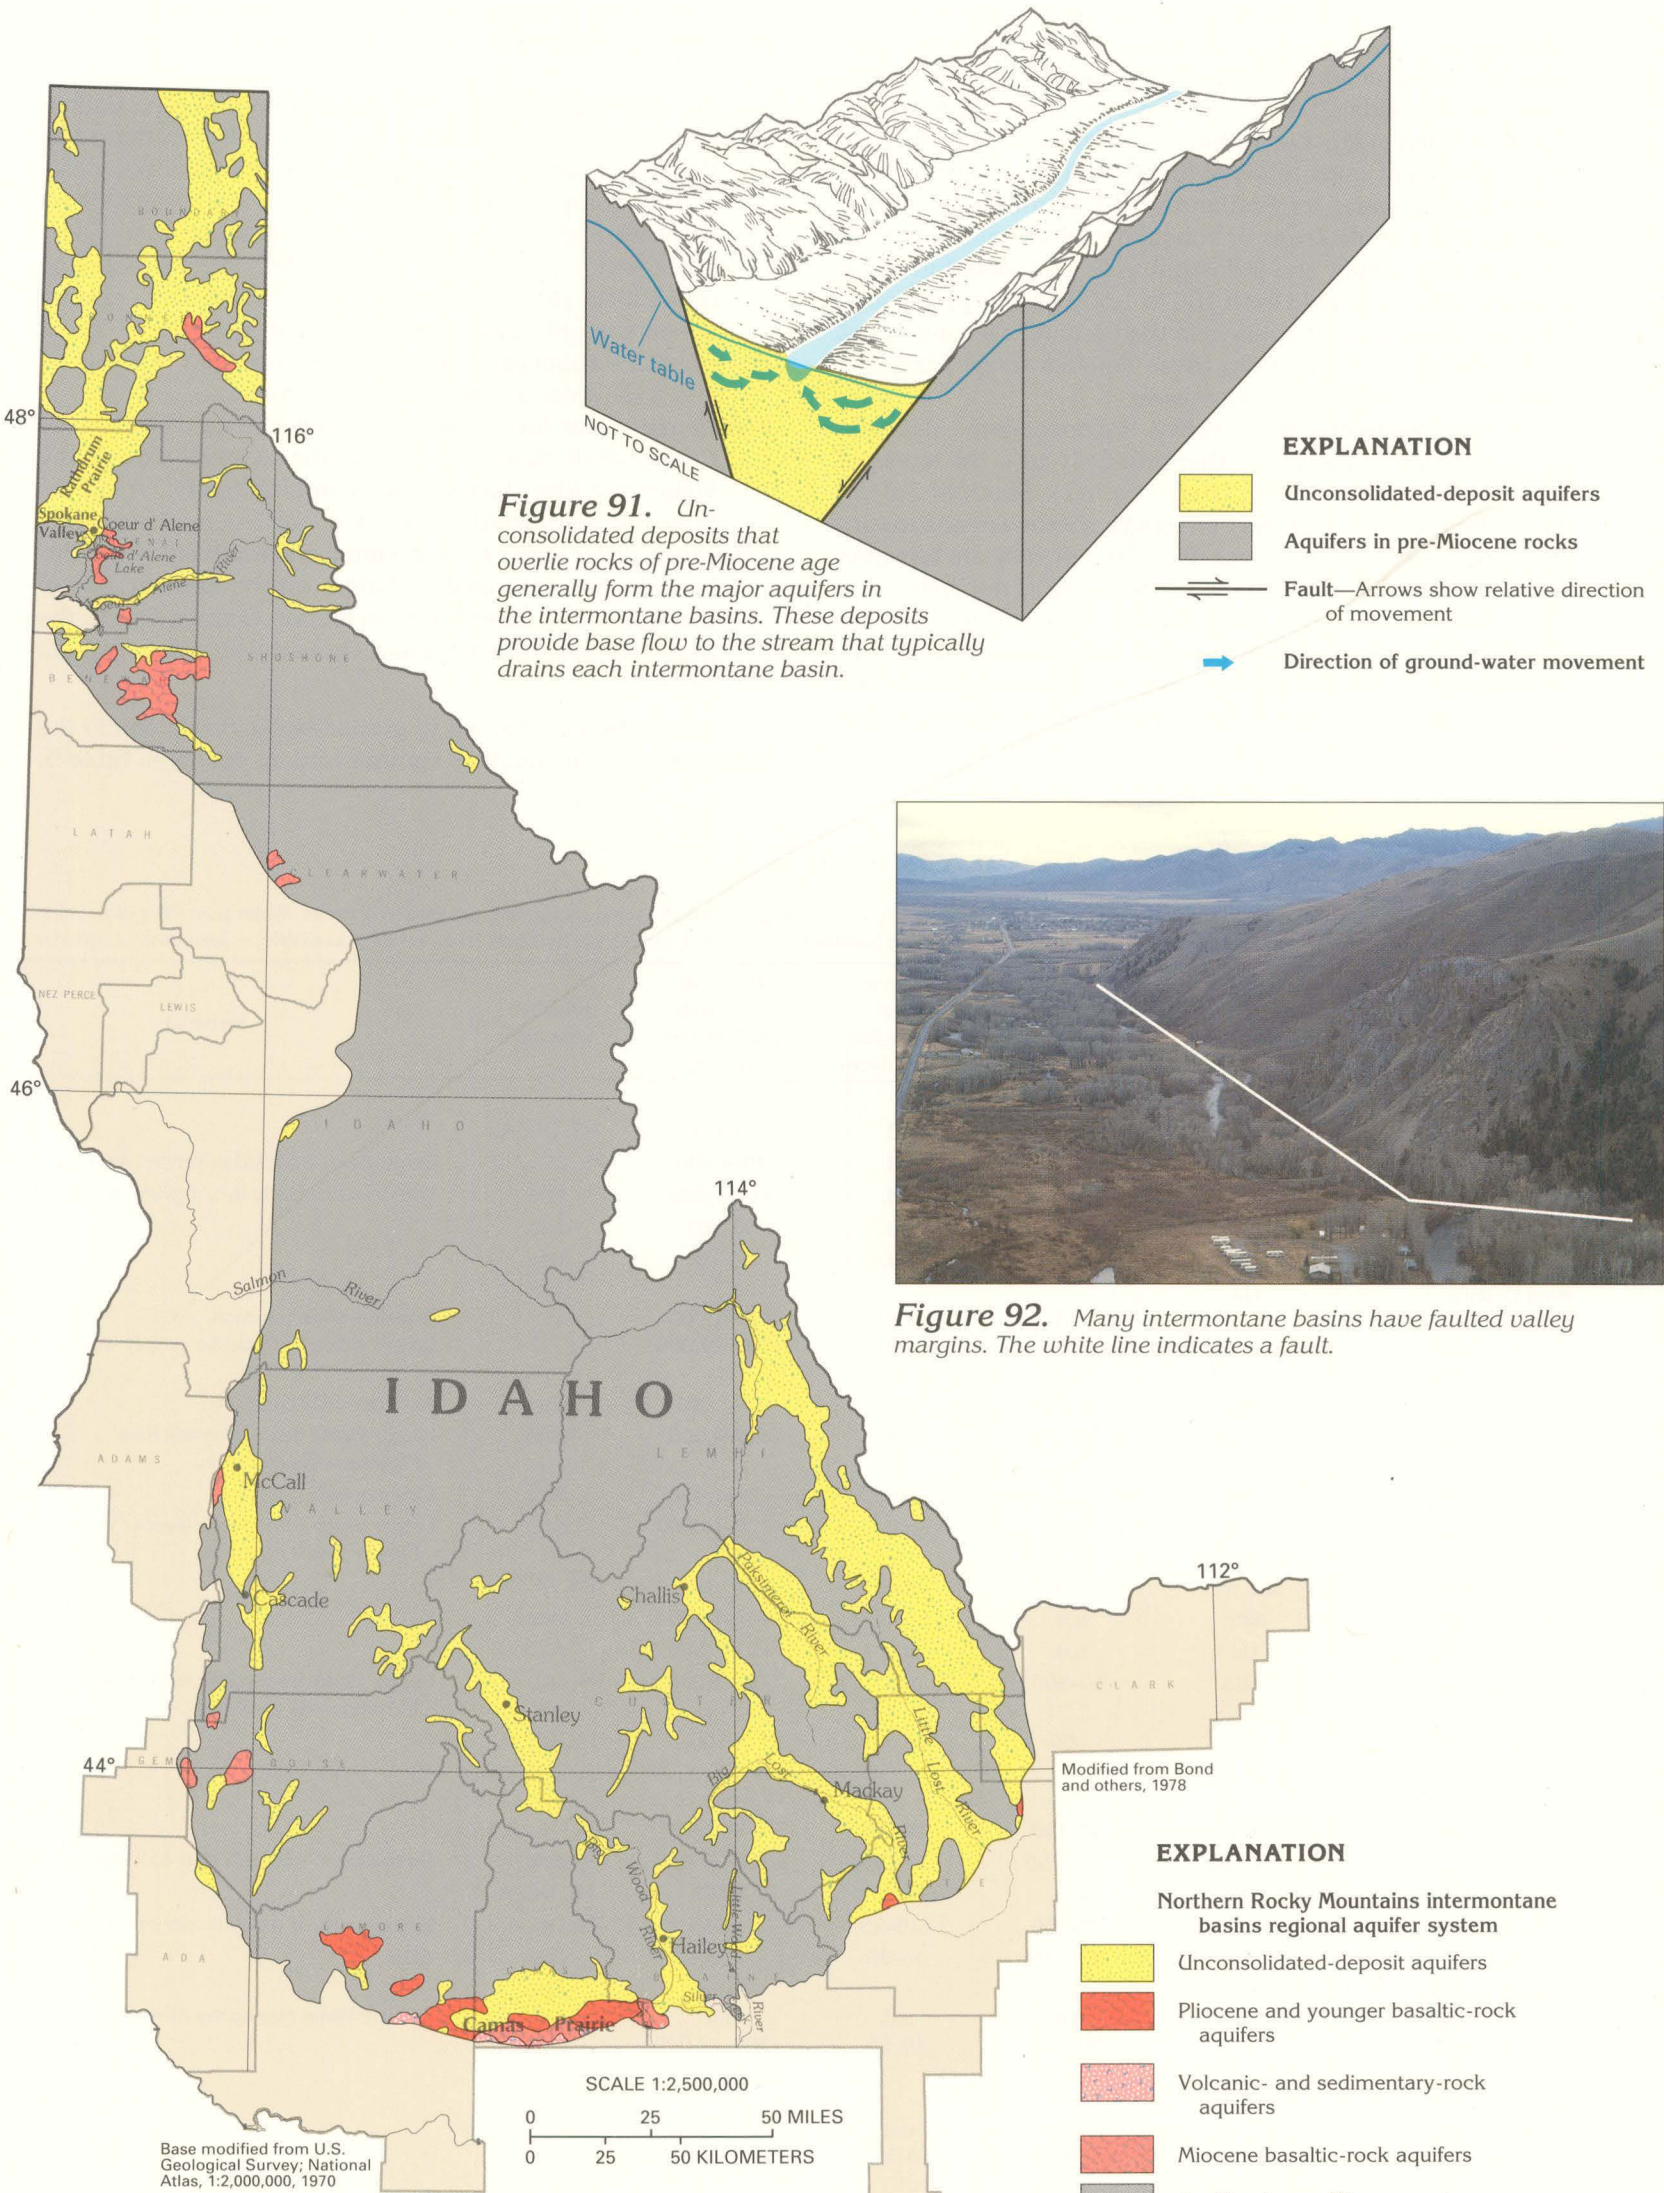 Water table
NOT TO SCALE
Figure 91. Un-
consolidated deposits that
overlie rocks of pre-Miocene age
generally form the major aquifers in
the intermontane basins. These deposits
provide base flow to the stream that typically
drains each intermontane basin.
EXPLANATION
Unconsolidated-deposit aquifers
Aquifers in pre-Miocene rocks
Fault—Arrows show relative direction
of movement
Direction of ground-water movement
BOUNDARY
48°
116°
Rathdrum
Prairie
Spokane
Valley
Coeur d' Alene
Coeur d' Alene
Lake
Coeur d' Alene
River
SHOSHONE
BENEWAH
LATAH
CLEARWATER
NEZ PERCE
LEWIS
46°
IDAHO
114°
Salmon
River
Figure 92. Many intermontane basins have faulted valley
margins. The white line indicates a fault.
IDAHO
LEMHI
ADAMS
McCall
VALLEY
112°
Cascade
Challis
Pahsimeroi
River
CLARK
CUSTER
Stanley
Little Lost
River
44°
GEM
BOISE
Big Lost
River
Mackay
Modified from Bond
and others, 1978
Big
Wood
River
Little Wood
River
ELMORE
ADA
Hailey
CAMAS
BLAINE
Silver
Camas Prairie
EXPLANATION
Northern Rocky Mountains intermontane
basins regional aquifer system
Unconsolidated-deposit aquifers
Pliocene and younger basaltic-rock
aquifers
Volcanic- and sedimentary-rock
aquifers
Miocene basaltic-rock aquifers
SCALE 1:2,500,000
0 25 50 MILES
0 25 50 KILOMETERS
Base modified from U.S.
Geological Survey; National
Atlas, 1:2,000,000, 1970